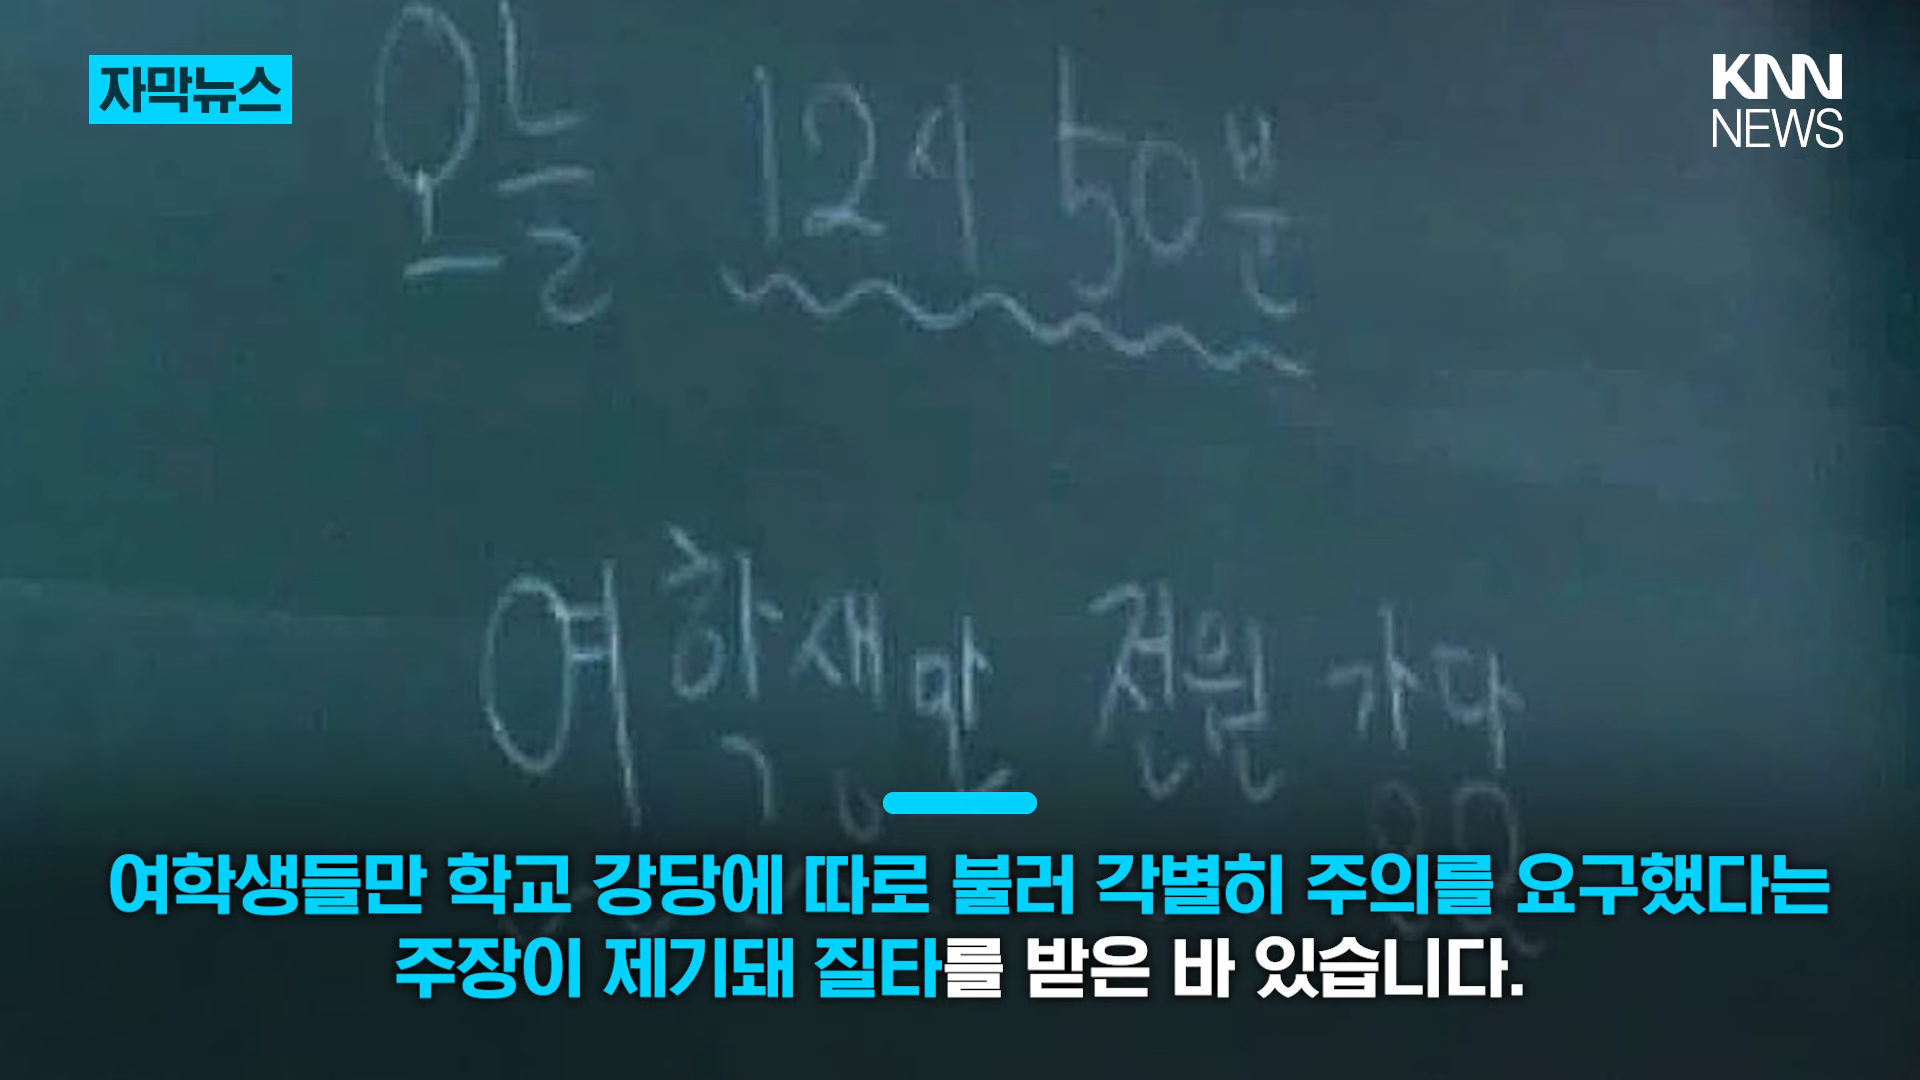 자막뉴스
KNN
NEWS
오늘 12시 50분
여학생만 전원 강당
여학생들만 학교 강당에 따로 불러 각별히 주의를 요구했다는
주장이 제기돼 질타를 받은 바 있습니다.